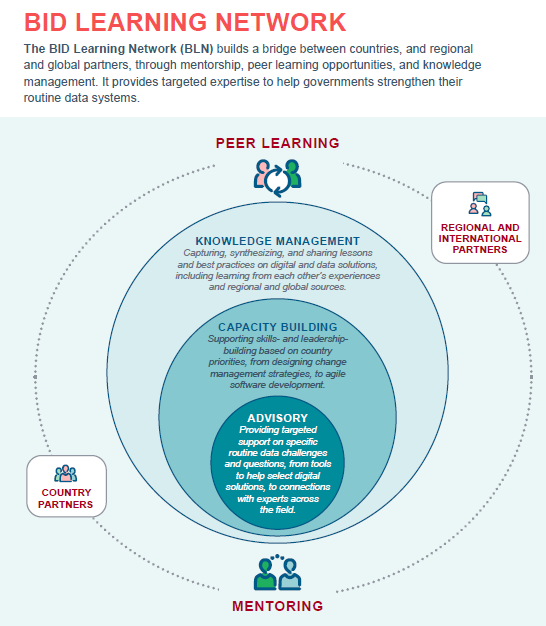 BID LEARNING NETWORK
The BID Learning Network (BLN) builds a bridge between countries, and regional
and global partners, through mentorship, peer learning opportunities, and knowledge
management. It provides targeted expertise to help governments strengthen their
routine data systems.
PEER LEARNING
REGIONAL AND
INTERNATIONAL
PARTNERS
KNOWLEDGE MANAGEMENT
Capturing, synthesizing, and sharing lessons
and best practices on digital and data solutions,
including learning from each other's experiences
and regional and global sources.
CAPACITY BUILDING
Supporting skills- and leadership-
building based on country
priorities, from designing change
management strategies, to agile
software development.
ADVISORY
Providing targeted
support on specific
routine data challenges
and questions, from tools
to help select digital
solutions, to connections
with experts across
the field.
COUNTRY
PARTNERS
MENTORING